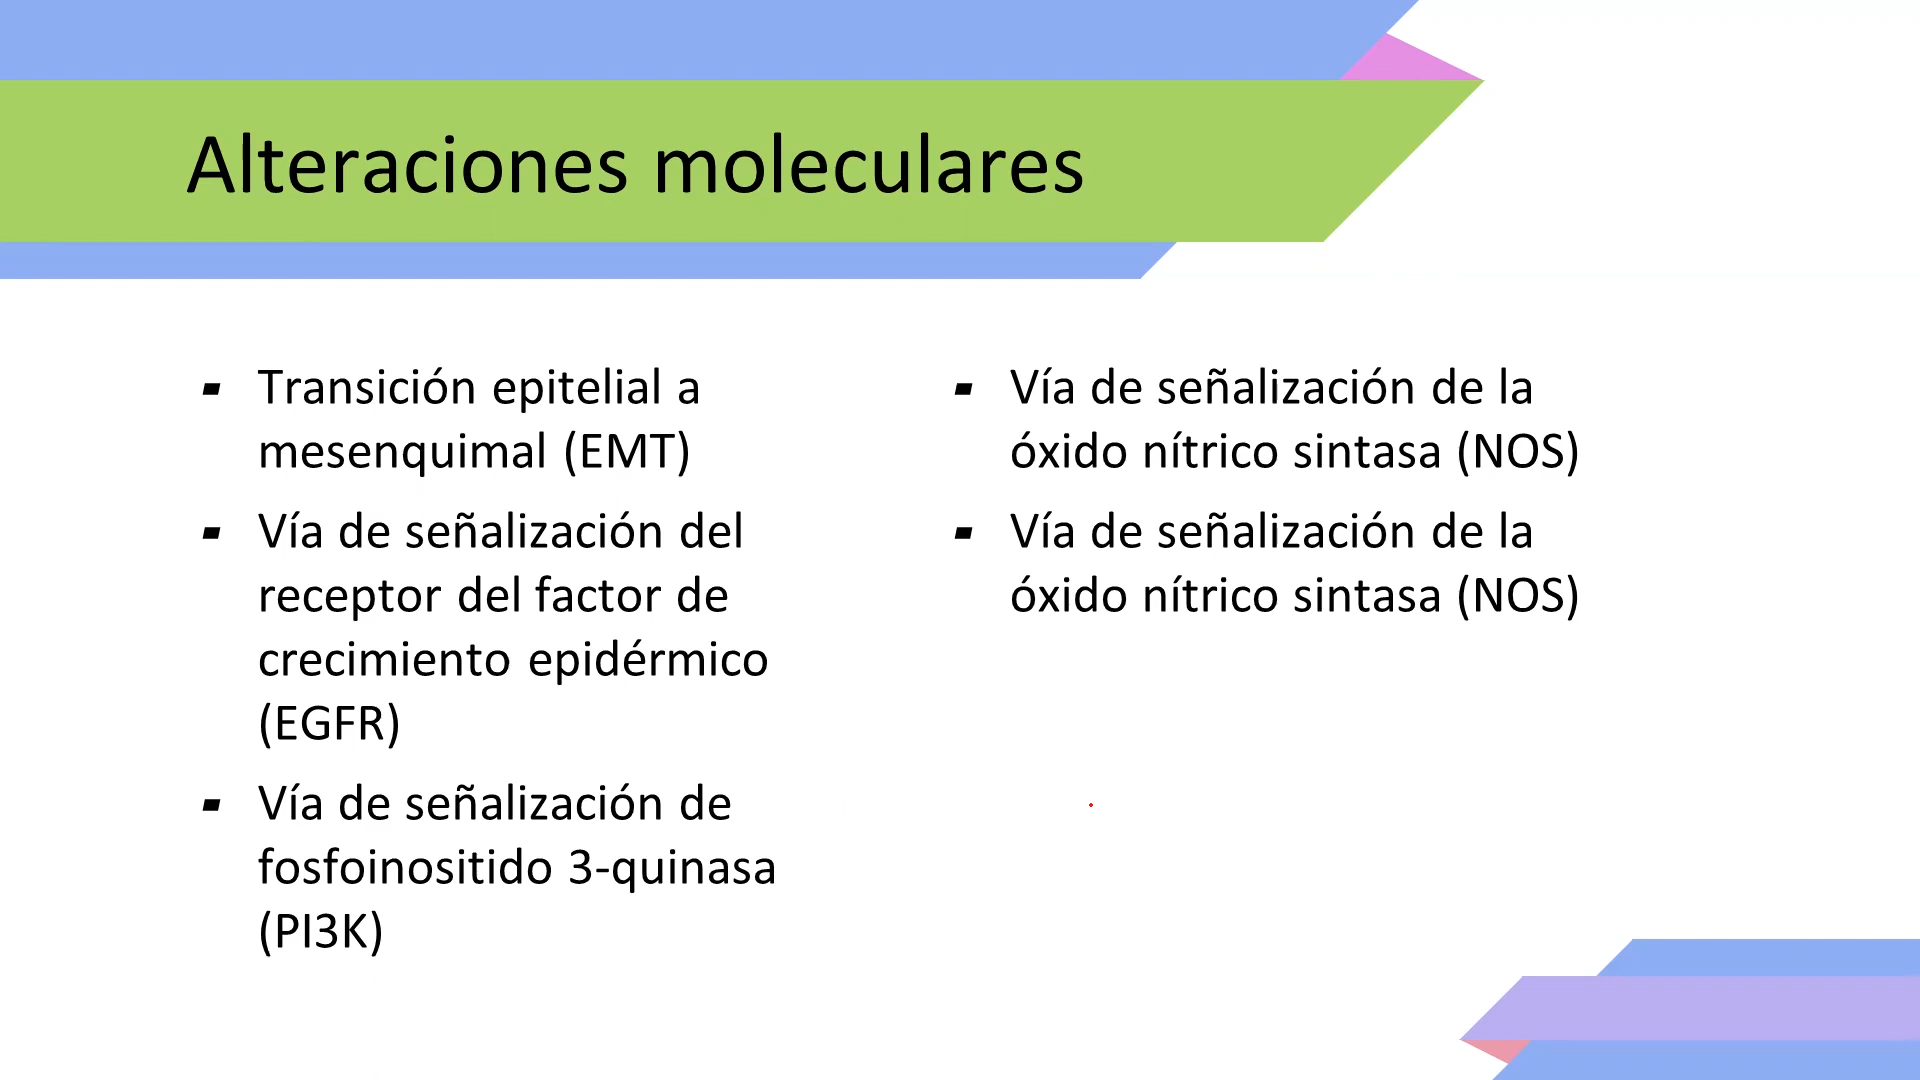 Alteraciones moleculares
Transición epitelial a
mesenquimal (EMT)
Vía de señalización del
receptor del factor de
crecimiento epidérmico
(EGFR)
Vía de señalización de
fosfoinositido 3-quinasa
(PI3K)
Vía de señalización de la
óxido nítrico sintasa (NOS)
Vía de señalización de la
óxido nítrico sintasa (NOS)